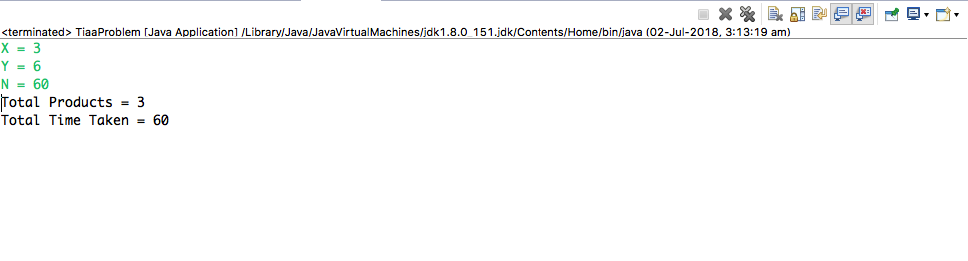 <terminated> TiaaProblem [Java Application] /Library/Java/JavaVirtualMachines/jdk1.8.0_151.jdk/Contents/Home/bin/java (02-Jul-2018, 3:13:19 am)
X = 3
Y = 6
N = 60
Total Products = 3
Total Time Taken = 60